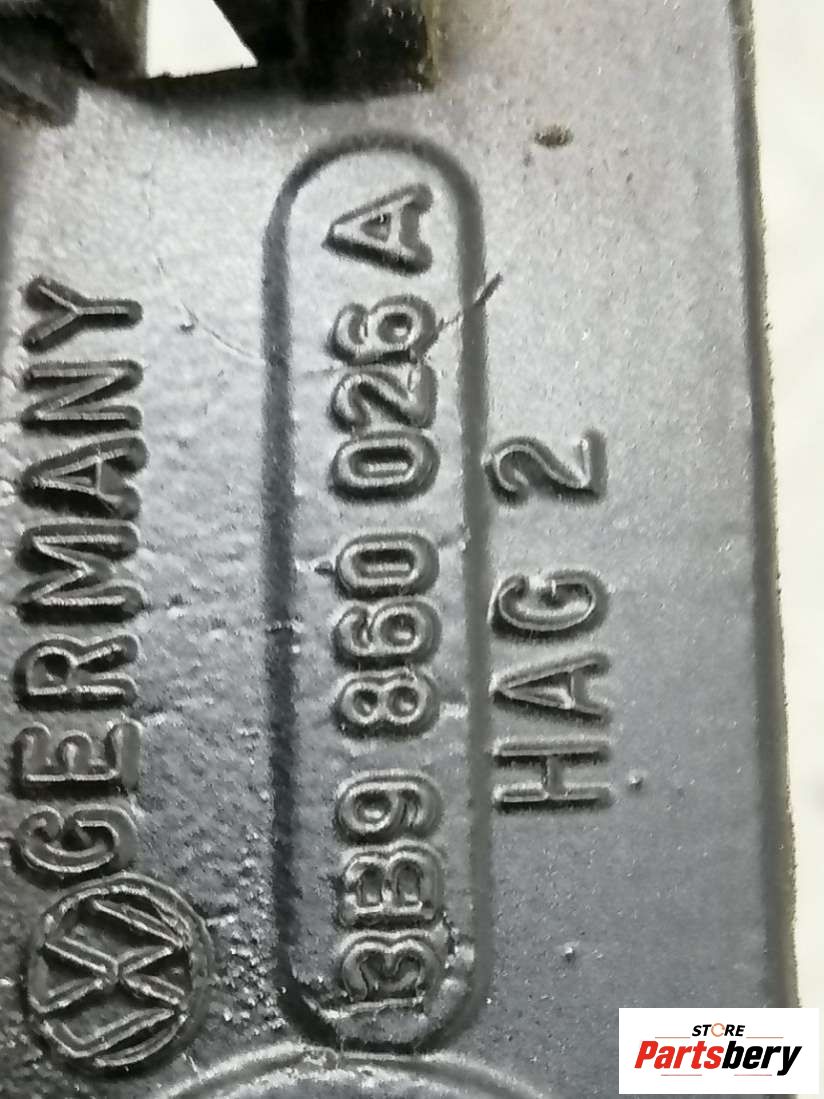 GERMANY
3B9 860 026 A
HAG 2
STORE
Partsbery